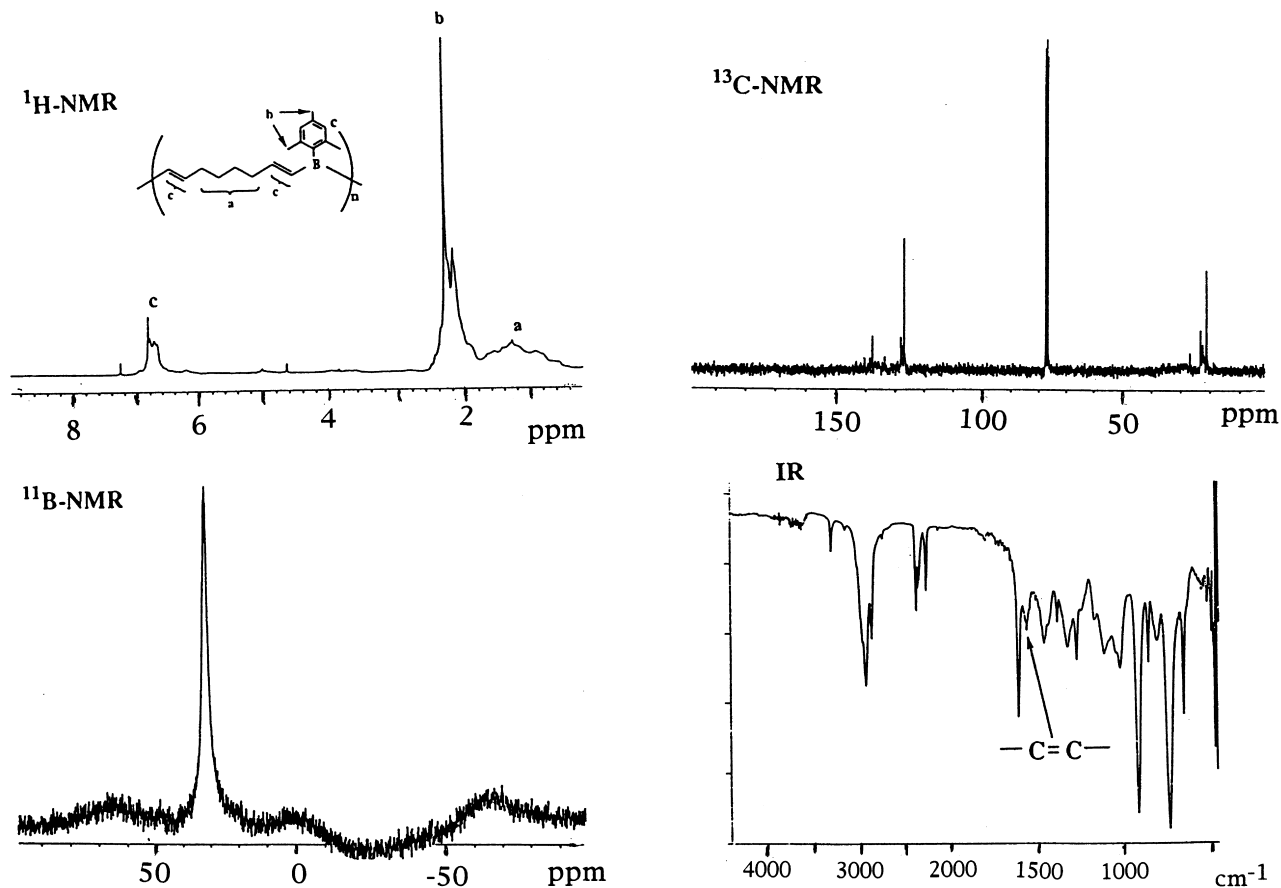 ¹H-NMR
b
b
c
B
c
a
c
n
c
a
8
6
4
2
ppm
¹³C-NMR
150
100
50
ppm
¹¹B-NMR
50
0
-50
ppm
IR
— C = C —
4000
3000
2000
1500
1000
cm⁻¹